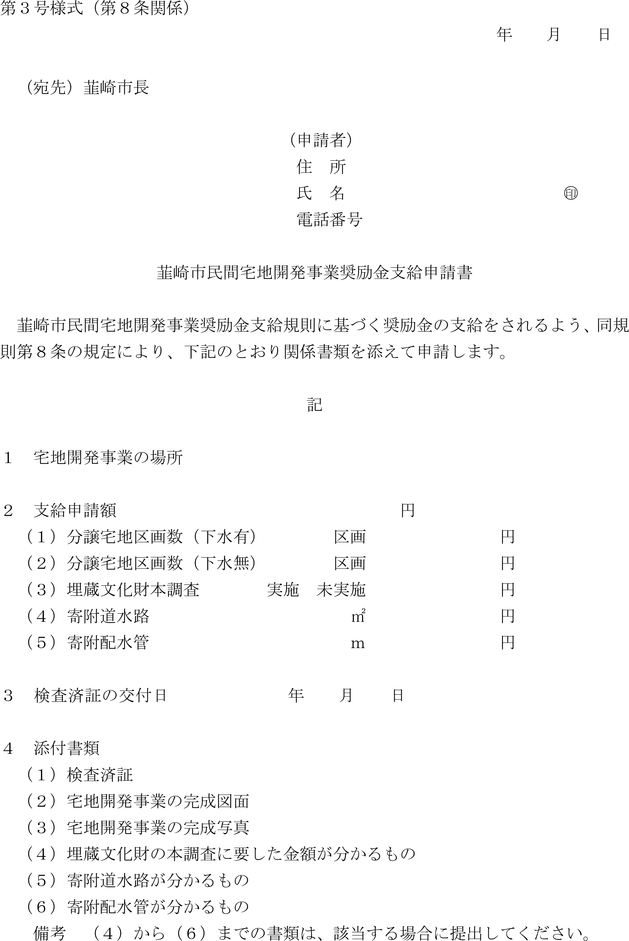 第３号様式（第８条関係）
年　　月　　日
（宛先）韮崎市長
（申請者）
住　所
氏　名　　　　　　　　　　　　　㊞
電話番号
韮崎市民間宅地開発事業奨励金支給申請書
韮崎市民間宅地開発事業奨励金支給規則に基づく奨励金の支給をされるよう、同規
則第８条の規定により、下記のとおり関係書類を添えて申請します。
記
１　宅地開発事業の場所
２　支給申請額　　　　　　　　　　　　　　　　　円
（１）分譲宅地区画数（下水有）　　　　　区画　　　　　　　　円
（２）分譲宅地区画数（下水無）　　　　　区画　　　　　　　　円
（３）埋蔵文化財本調査　　　　実施　未実施　　　　　　　　円
（４）寄附道水路　　　　　　　　　　　　㎡　　　　　　　　円
（５）寄附配水管　　　　　　　　　　　　ｍ　　　　　　　　円
３　検査済証の交付日　　　　　　　年　　月　　日
４　添付書類
（１）検査済証
（２）宅地開発事業の完成図面
（３）宅地開発事業の完成写真
（４）埋蔵文化財の本調査に要した金額が分かるもの
（５）寄附道水路が分かるもの
（６）寄附配水管が分かるもの
備考　（４）から（６）までの書類は、該当する場合に提出してください。